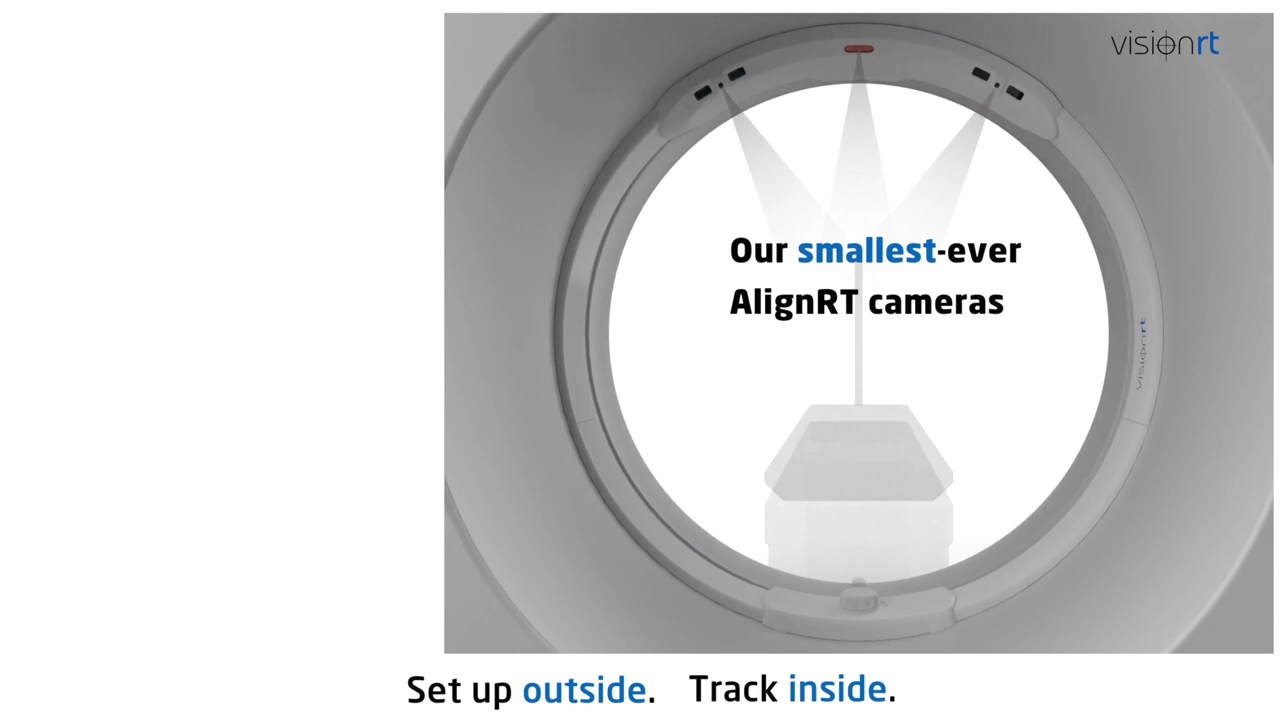 visionrt
Our smallest-ever
AlignRT cameras
visionrt
Set up outside. Track inside.